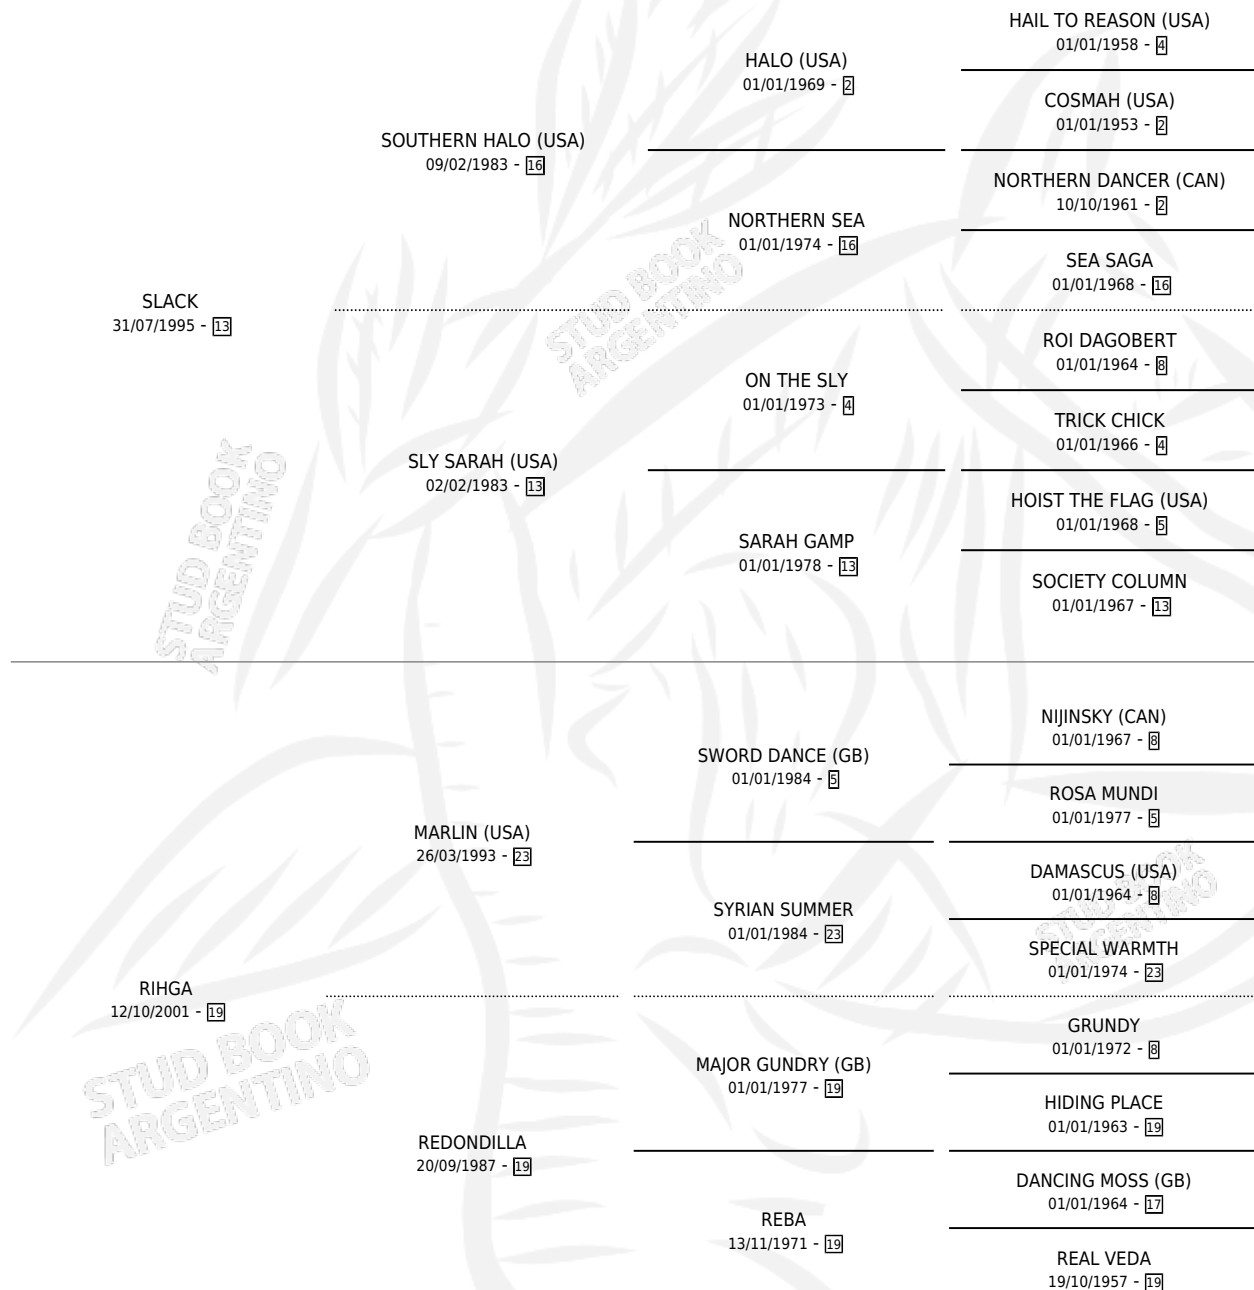 HAIL TO REASON (USA)
01/01/1958 - 4
HALO (USA)
01/01/1969 - 2
COSMAH (USA)
01/01/1953 - 2
SOUTHERN HALO (USA)
09/02/1983 - 16
NORTHERN DANCER (CAN)
10/10/1961 - 2
NORTHERN SEA
01/01/1974 - 16
SEA SAGA
01/01/1968 - 16
SLACK
31/07/1995 - 13
STUD BOOK
ARGENTINO
ROI DAGOBERT
01/01/1964 - 8
ON THE SLY
01/01/1973 - 4
TRICK CHICK
01/01/1966 - 4
SLY SARAH (USA)
02/02/1983 - 13
HOIST THE FLAG (USA)
01/01/1968 - 5
SARAH GAMP
01/01/1978 - 13
SOCIETY COLUMN
01/01/1967 - 13
STUD BOOK
ARGENTINO
NIJINSKY (CAN)
01/01/1967 - 8
SWORD DANCE (GB)
01/01/1984 - 5
ROSA MUNDI
01/01/1977 - 5
MARLIN (USA)
26/03/1993 - 23
DAMASCUS (USA)
01/01/1964 - 8
SYRIAN SUMMER
01/01/1984 - 23
SPECIAL WARMTH
01/01/1974 - 23
STUD BOOK
ARGENTINO
RIHGA
12/10/2001 - 19
GRUNDY
01/01/1972 - 8
MAJOR GUNDRY (GB)
01/01/1977 - 19
HIDING PLACE
01/01/1963 - 19
STUD BOOK
ARGENTINO
REDONDILLA
20/09/1987 - 19
DANCING MOSS (GB)
01/01/1964 - 17
REBA
13/11/1971 - 19
REAL VEDA
19/10/1957 - 19